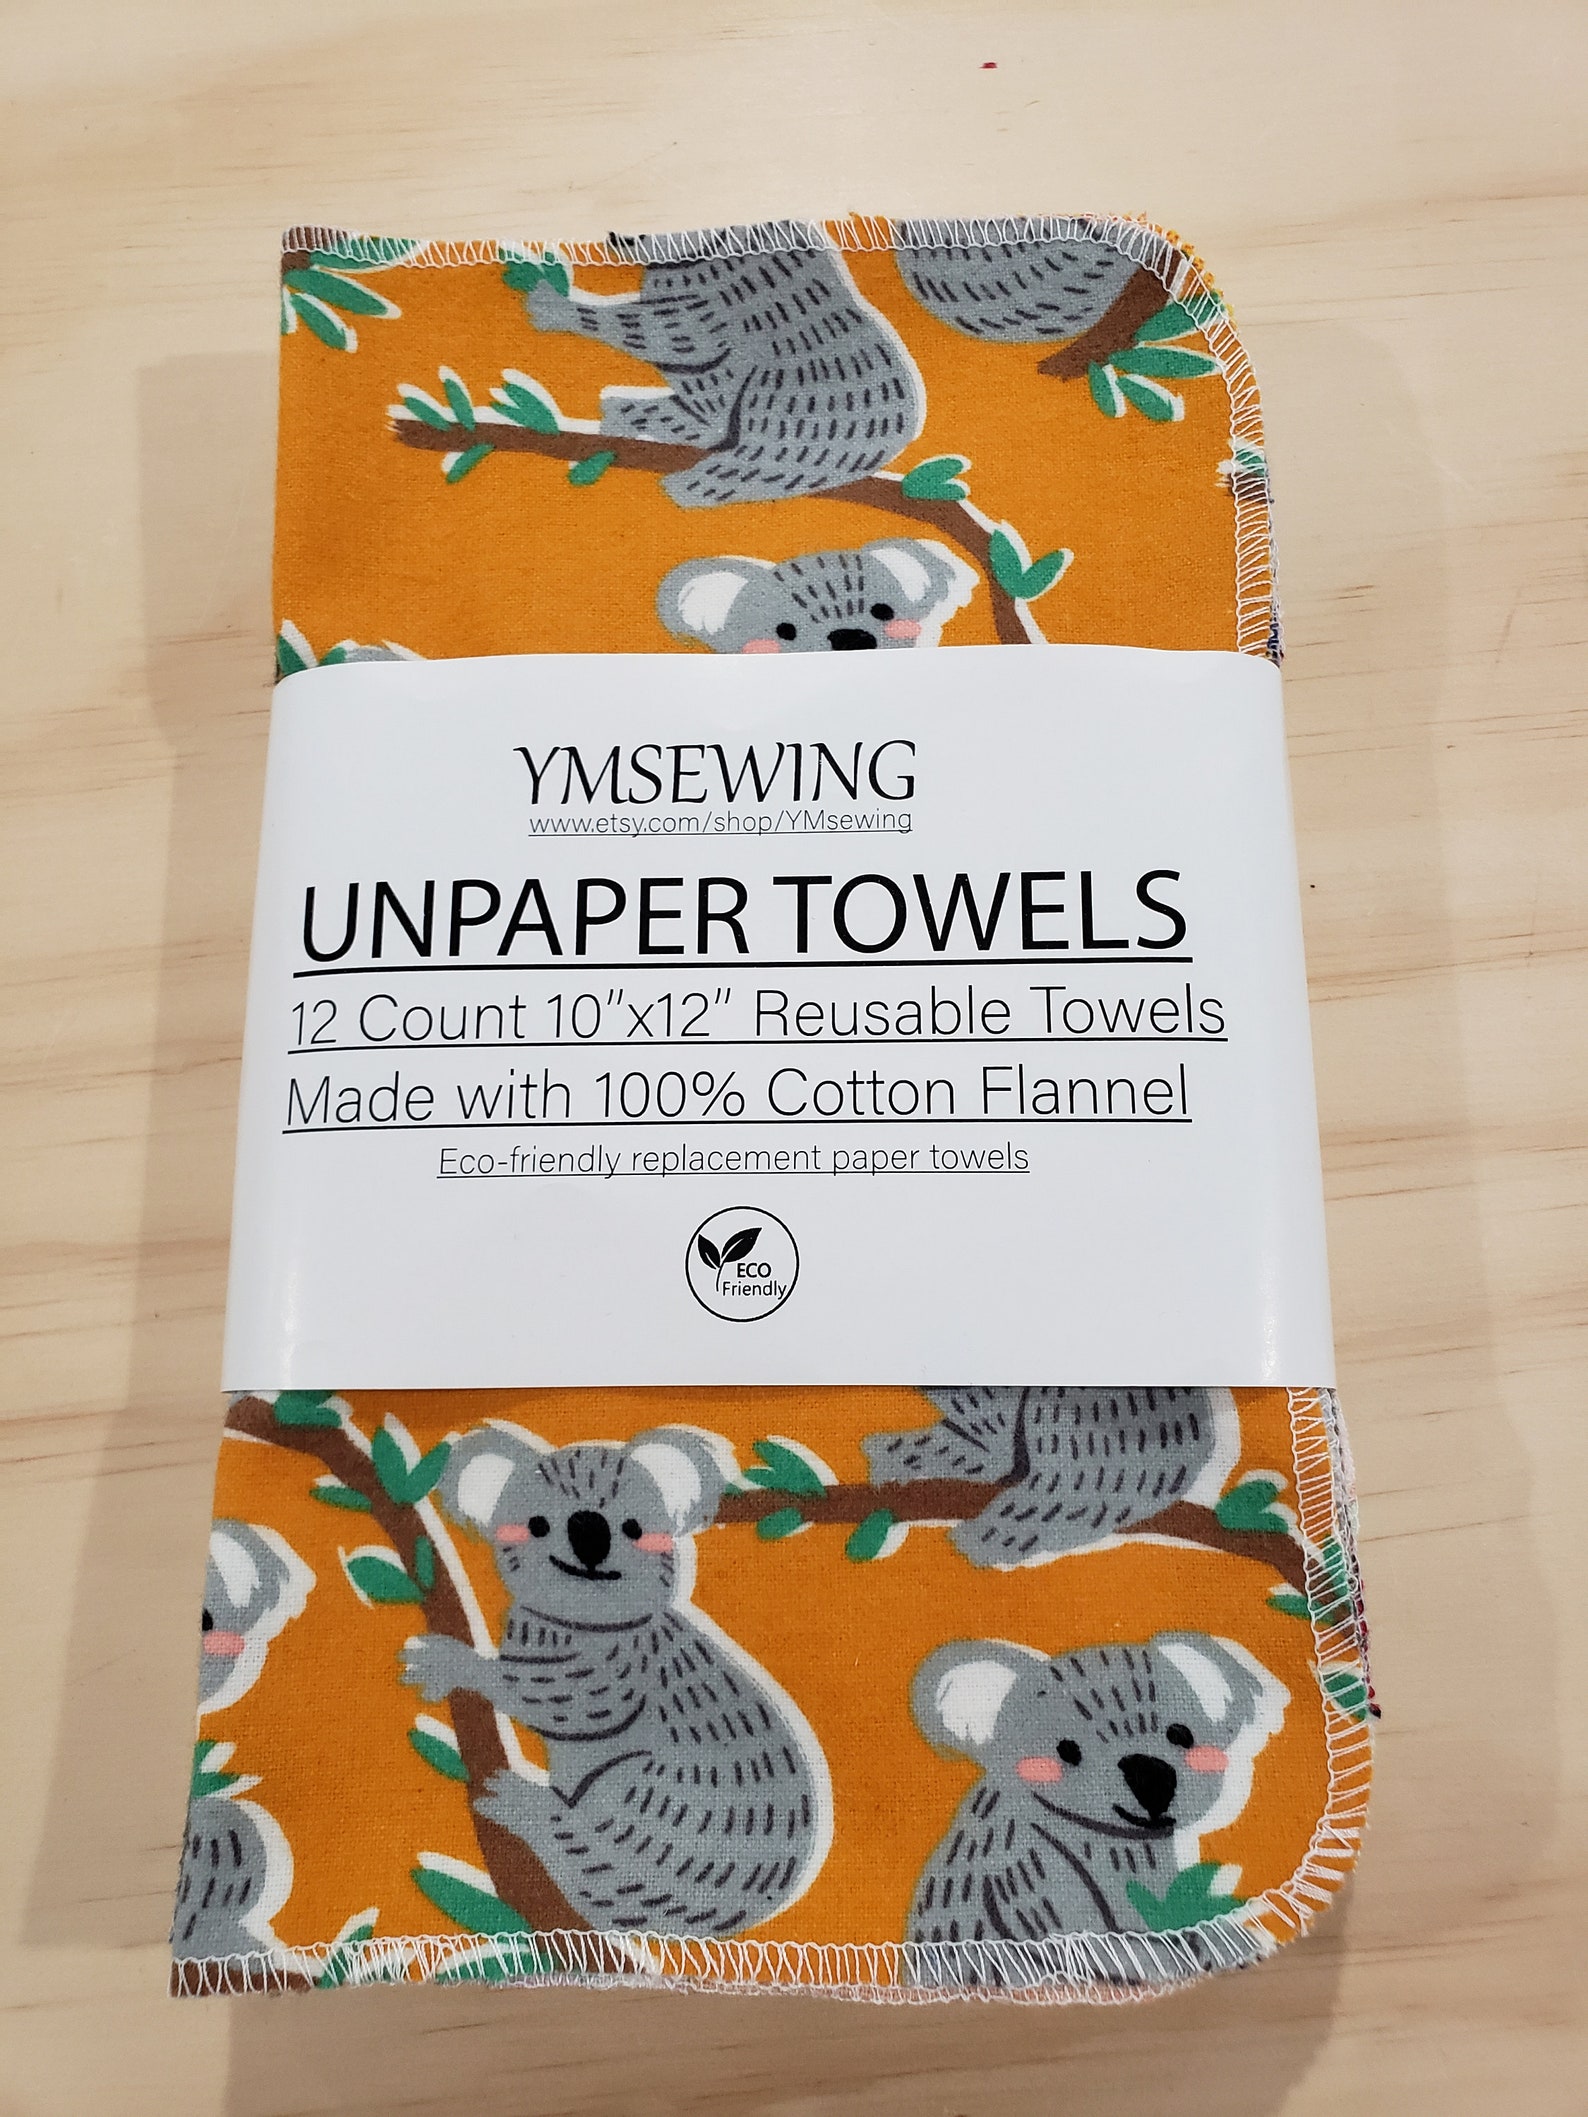 YMSEWING
www.etsy.com/shop/YMsewing
UNPAPER TOWELS
12 Count 10"x12" Reusable Towels
Made with 100% Cotton Flannel
Eco-friendly replacement paper towels
ECO
Friendly